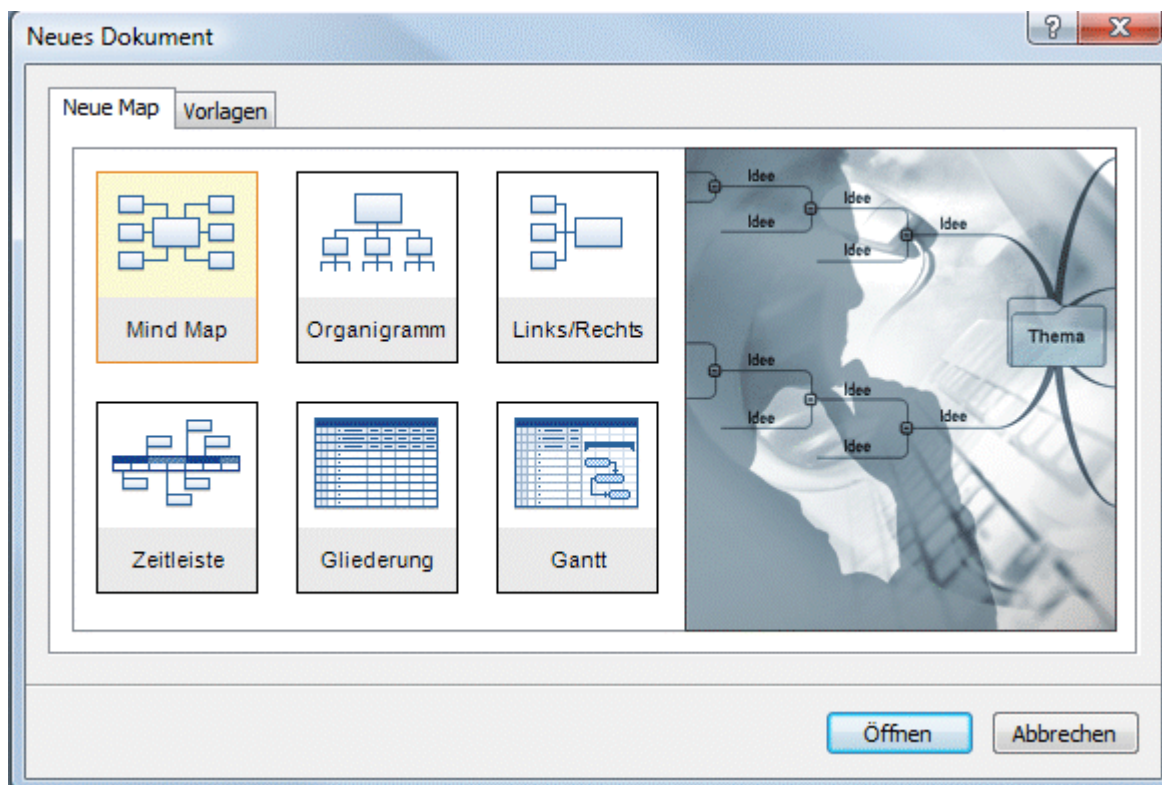 Neues Dokument
Neue Map Vorlagen
Mind Map Organigramm Links/Rechts
Zeitleiste Gliederung Gantt
Idee
Idee
Idee
Idee
Idee
Thema
Idee
Idee
Idee
Idee
Idee
Öffnen Abbrechen